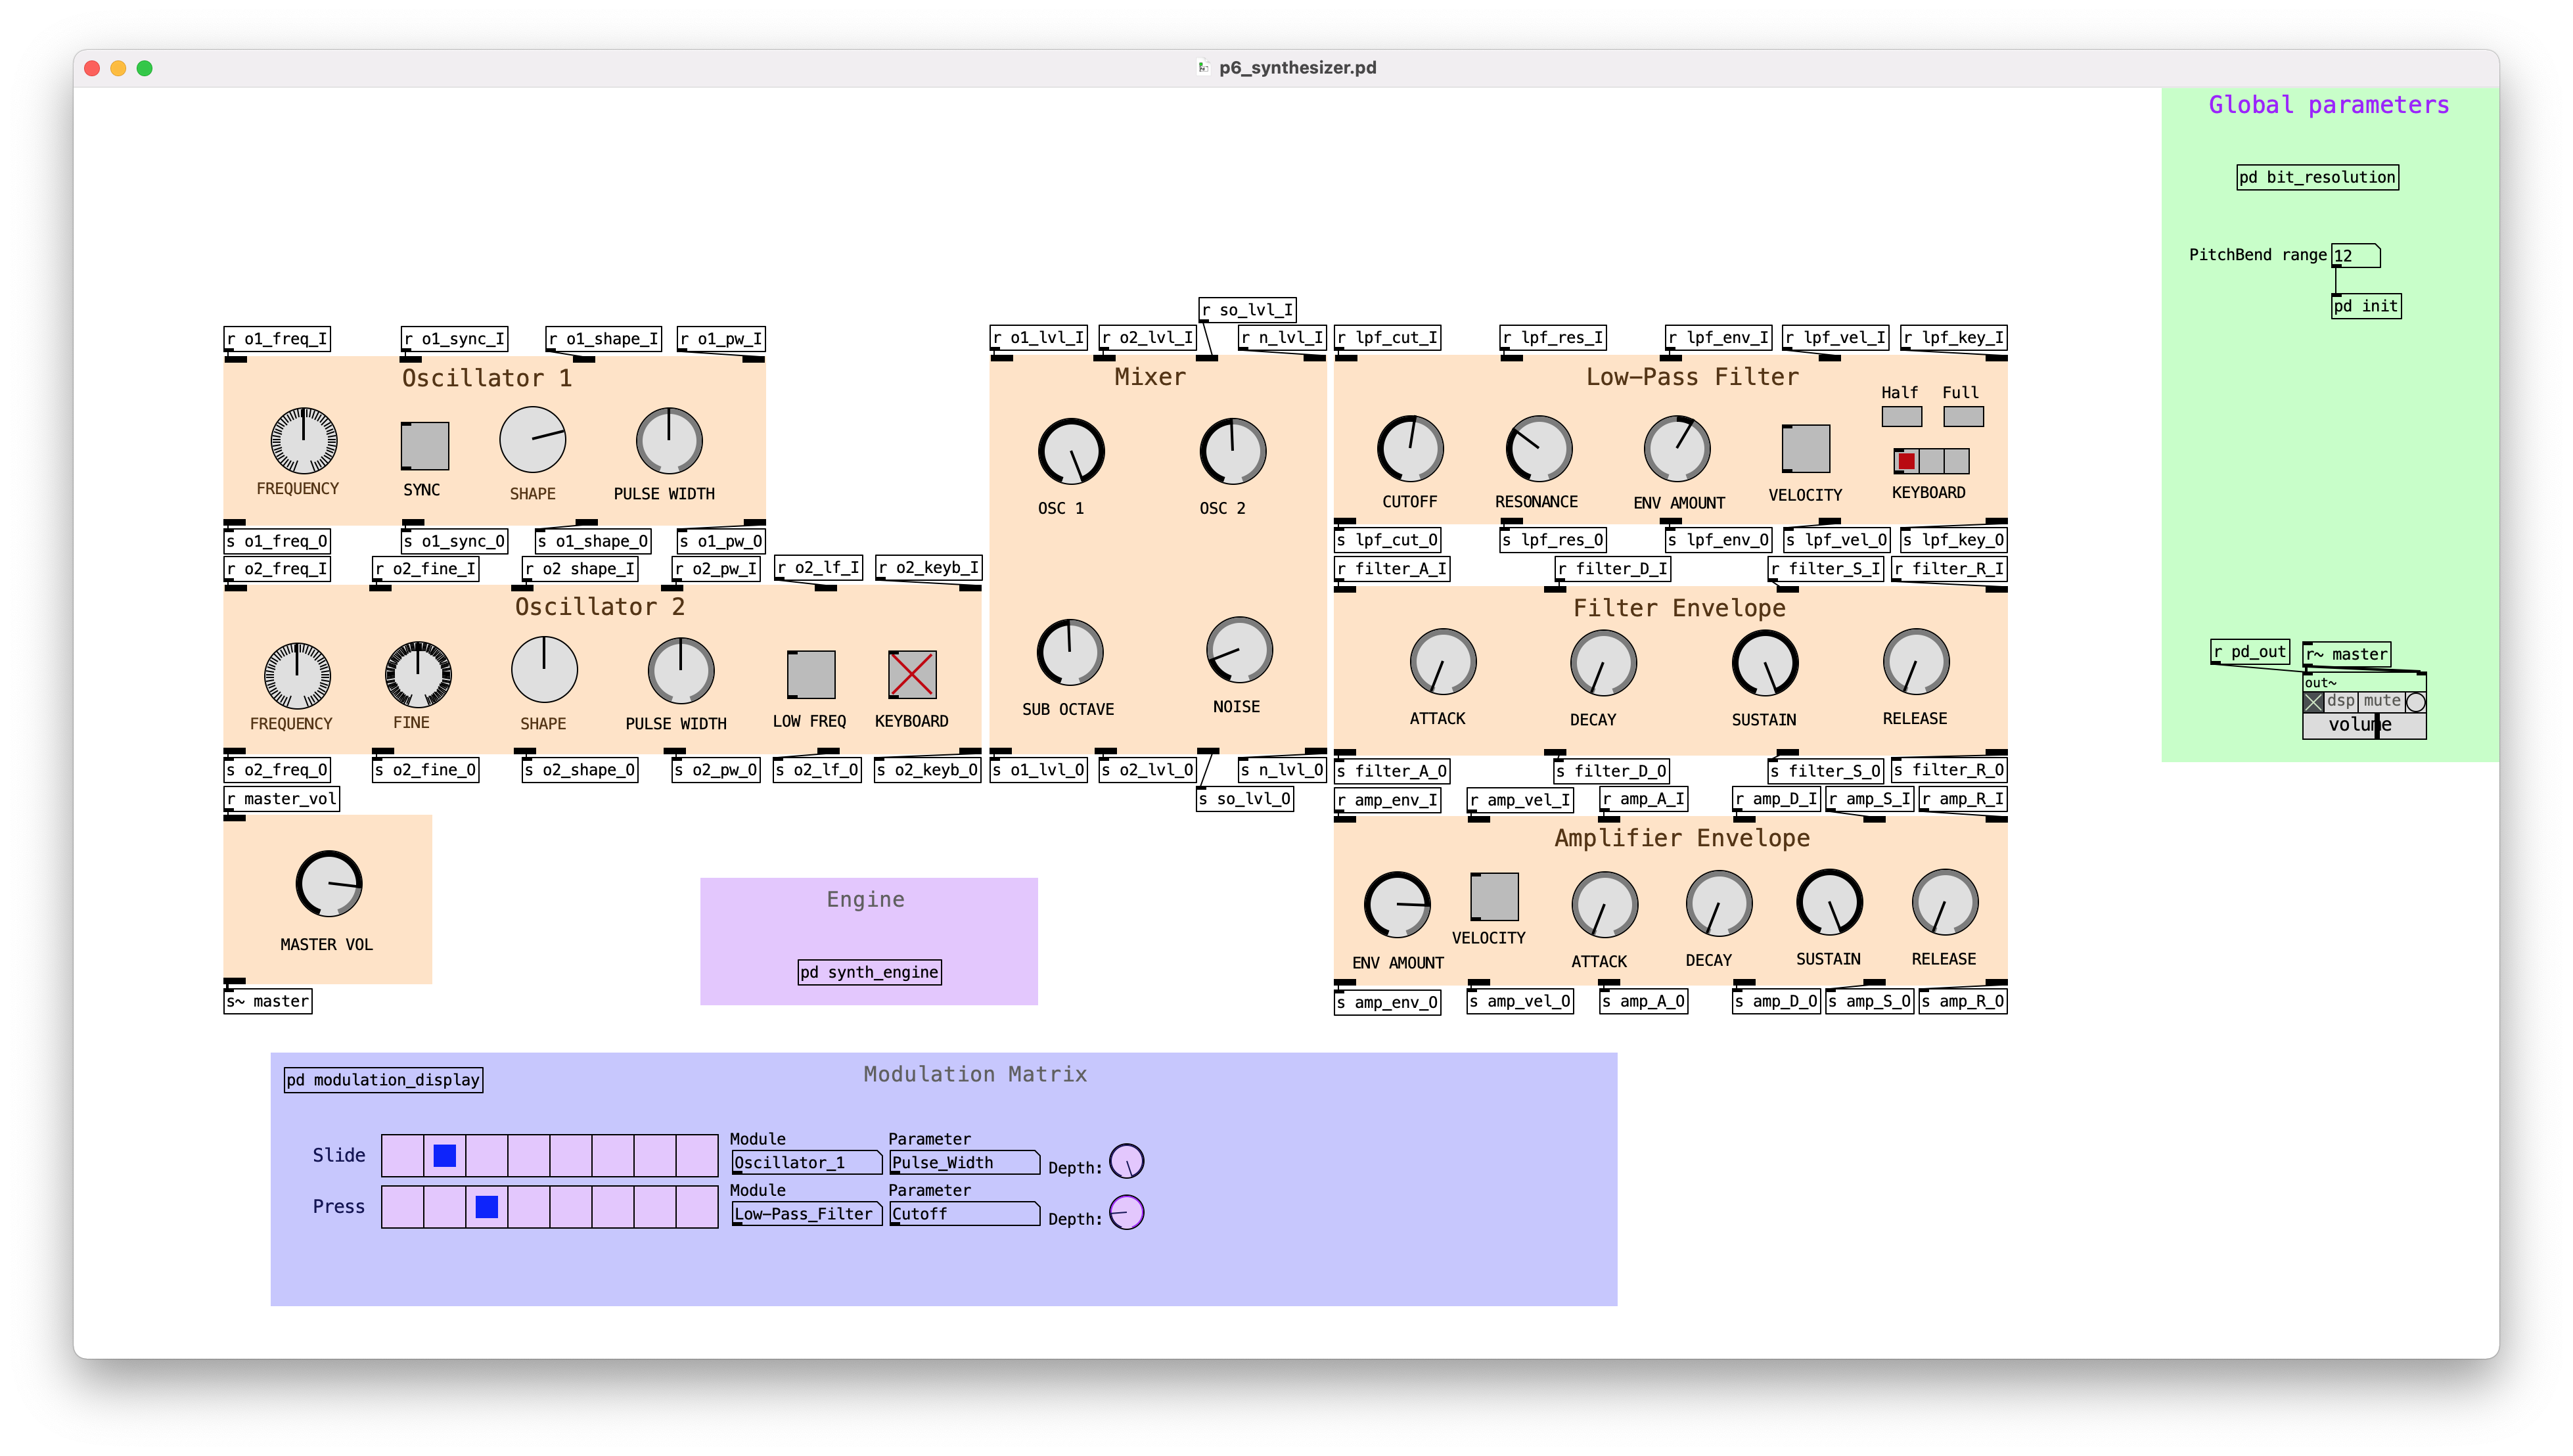 p6_synthesizer.pd
Global parameters
pd bit_resolution
PitchBend range 12
pd init
r so_lvl_I
r o1_freq_I r o1_sync_I r o1_shape_I r o1_pw_I
r o1_lvl_I r o2_lvl_I r n_lvl_I
r lpf_cut_I r lpf_res_I r lpf_env_I r lpf_vel_I r lpf_key_I
Oscillator 1
FREQUENCY SYNC SHAPE PULSE WIDTH
s o1_freq_O s o1_sync_O s o1_shape_O s o1_pw_O
Mixer
OSC 1 OSC 2
SUB OCTAVE NOISE
Low-Pass Filter
Half Full
CUTOFF RESONANCE ENV AMOUNT VELOCITY KEYBOARD
s lpf_cut_O s lpf_res_O s lpf_env_O s lpf_vel_O s lpf_key_O
r o2_freq_I r o2_fine_I r o2 shape_I r o2_pw_I r o2_lf_I r o2_keyb_I
Oscillator 2
FREQUENCY FINE SHAPE PULSE WIDTH LOW FREQ KEYBOARD
s o2_freq_O s o2_fine_O s o2_shape_O s o2_pw_O s o2_lf_O s o2_keyb_O
s o1_lvl_O s o2_lvl_O s n_lvl_O
s so_lvl_O
r filter_A_I r filter_D_I r filter_S_I r filter_R_I
Filter Envelope
ATTACK DECAY SUSTAIN RELEASE
s filter_A_O s filter_D_O s filter_S_O s filter_R_O
r pd_out r~ master
out~
dsp mute
volume
r master_vol
MASTER VOL
s~ master
Engine
pd synth_engine
r amp_env_I r amp_vel_I r amp_A_I r amp_D_I r amp_S_I r amp_R_I
Amplifier Envelope
ENV AMOUNT VELOCITY ATTACK DECAY SUSTAIN RELEASE
s amp_env_O s amp_vel_O s amp_A_O s amp_D_O s amp_S_O s amp_R_O
pd modulation_display
Modulation Matrix
Module Parameter
Slide Oscillator_1 Pulse_Width Depth:
Module Parameter
Press Low-Pass_Filter Cutoff Depth: